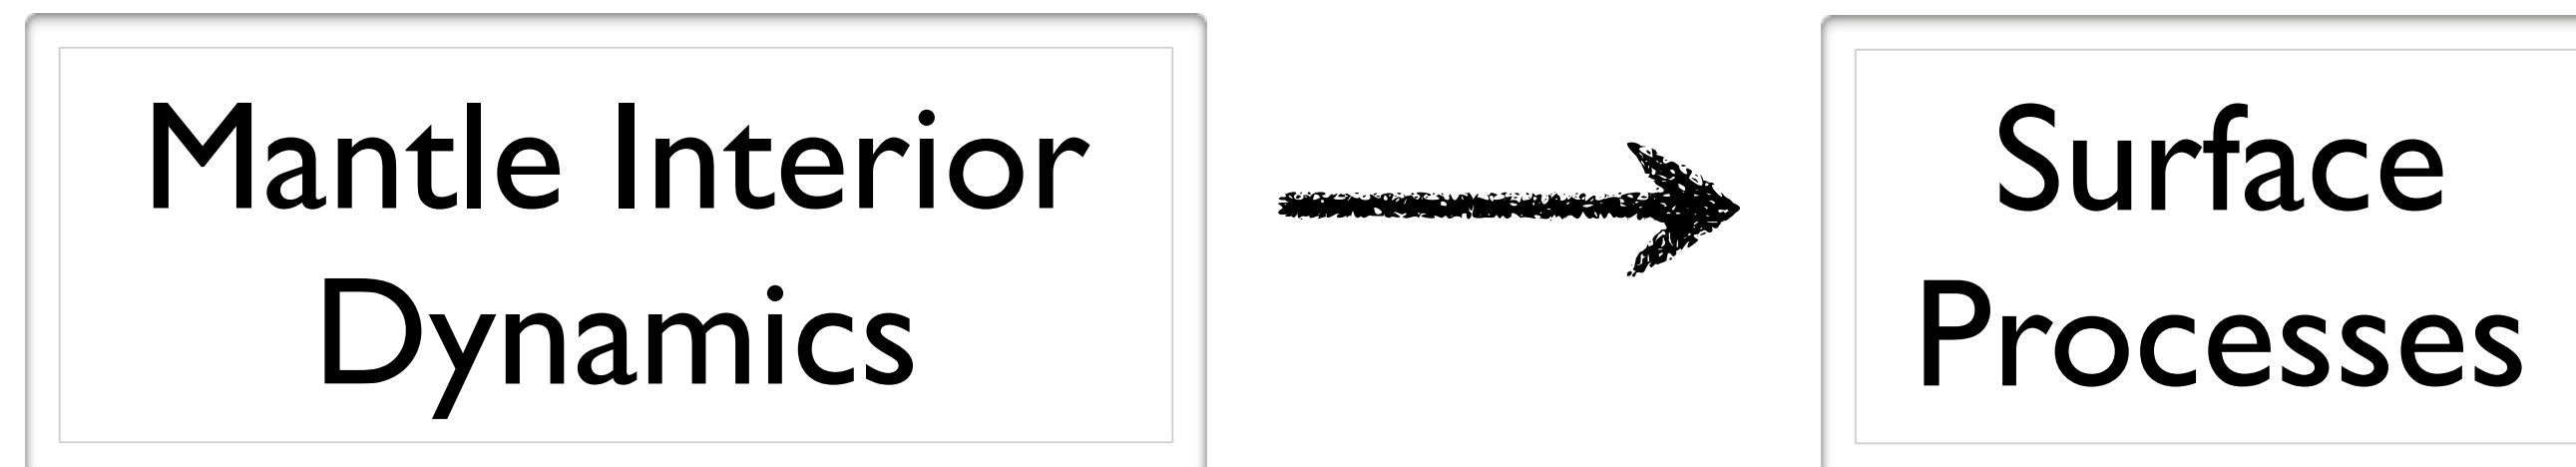 Mantle Interior
Dynamics
Surface
Processes